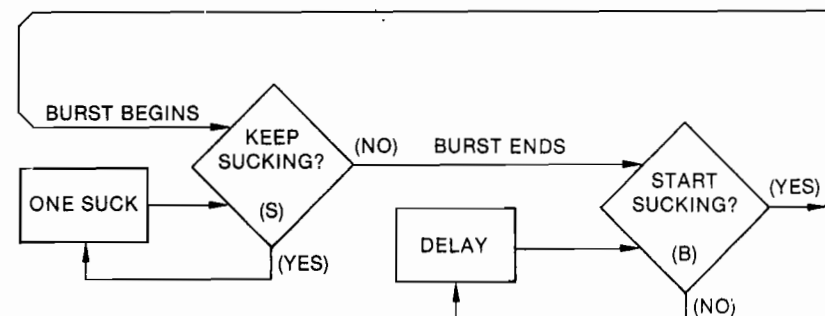 BURST BEGINS
KEEP
SUCKING?
(S)
(NO)
BURST ENDS
ONE SUCK
(YES)
START
SUCKING?
(B)
(YES)
DELAY
(NO)